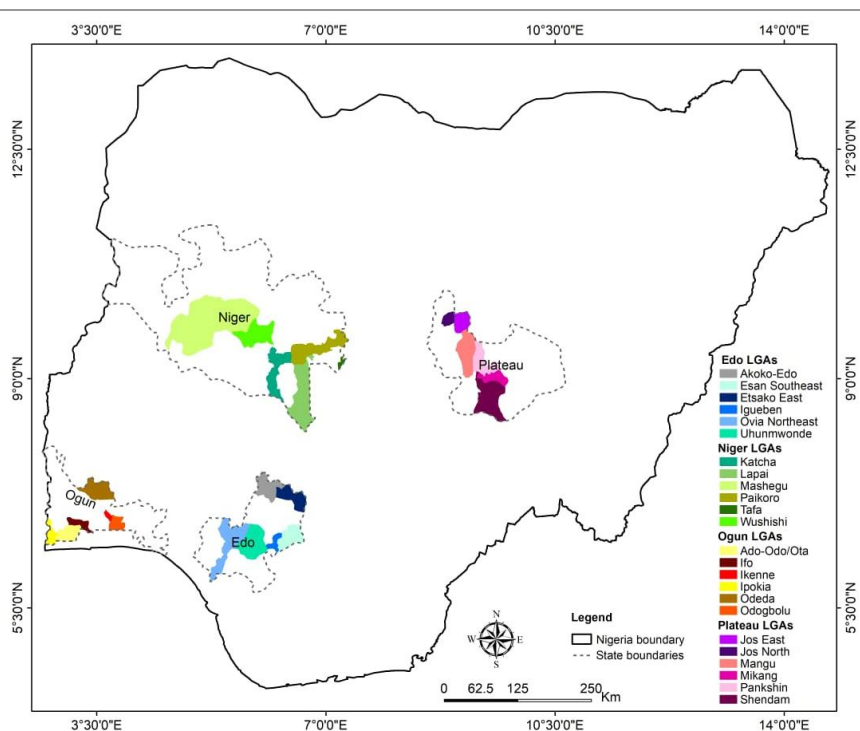 3°30'0"E 7°0'0"E 10°30'0"E 14°0'0"E
12°30'0"N 12°30'0"N
9°0'0"N 9°0'0"N
5°30'0"N 5°30'0"N
Niger
Plateau
Ogun
Edo
Edo LGAs
Akoko-Edo
Esan Southeast
Etsako East
Igueben
Ovia Northeast
Uhunmwonde
Niger LGAs
Katcha
Lapai
Mashegu
Paikoro
Tafa
Wushishi
Ogun LGAs
Ado-Odo/Ota
Ifo
Ikenne
Ipokia
Odeda
Odogbolu
Plateau LGAs
Jos East
Jos North
Mangu
Mikang
Pankshin
Shendam
N
W E
S
Legend
Nigeria boundary
State boundaries
0 62.5 125 250
Km
3°30'0"E 7°0'0"E 10°30'0"E 14°0'0"E